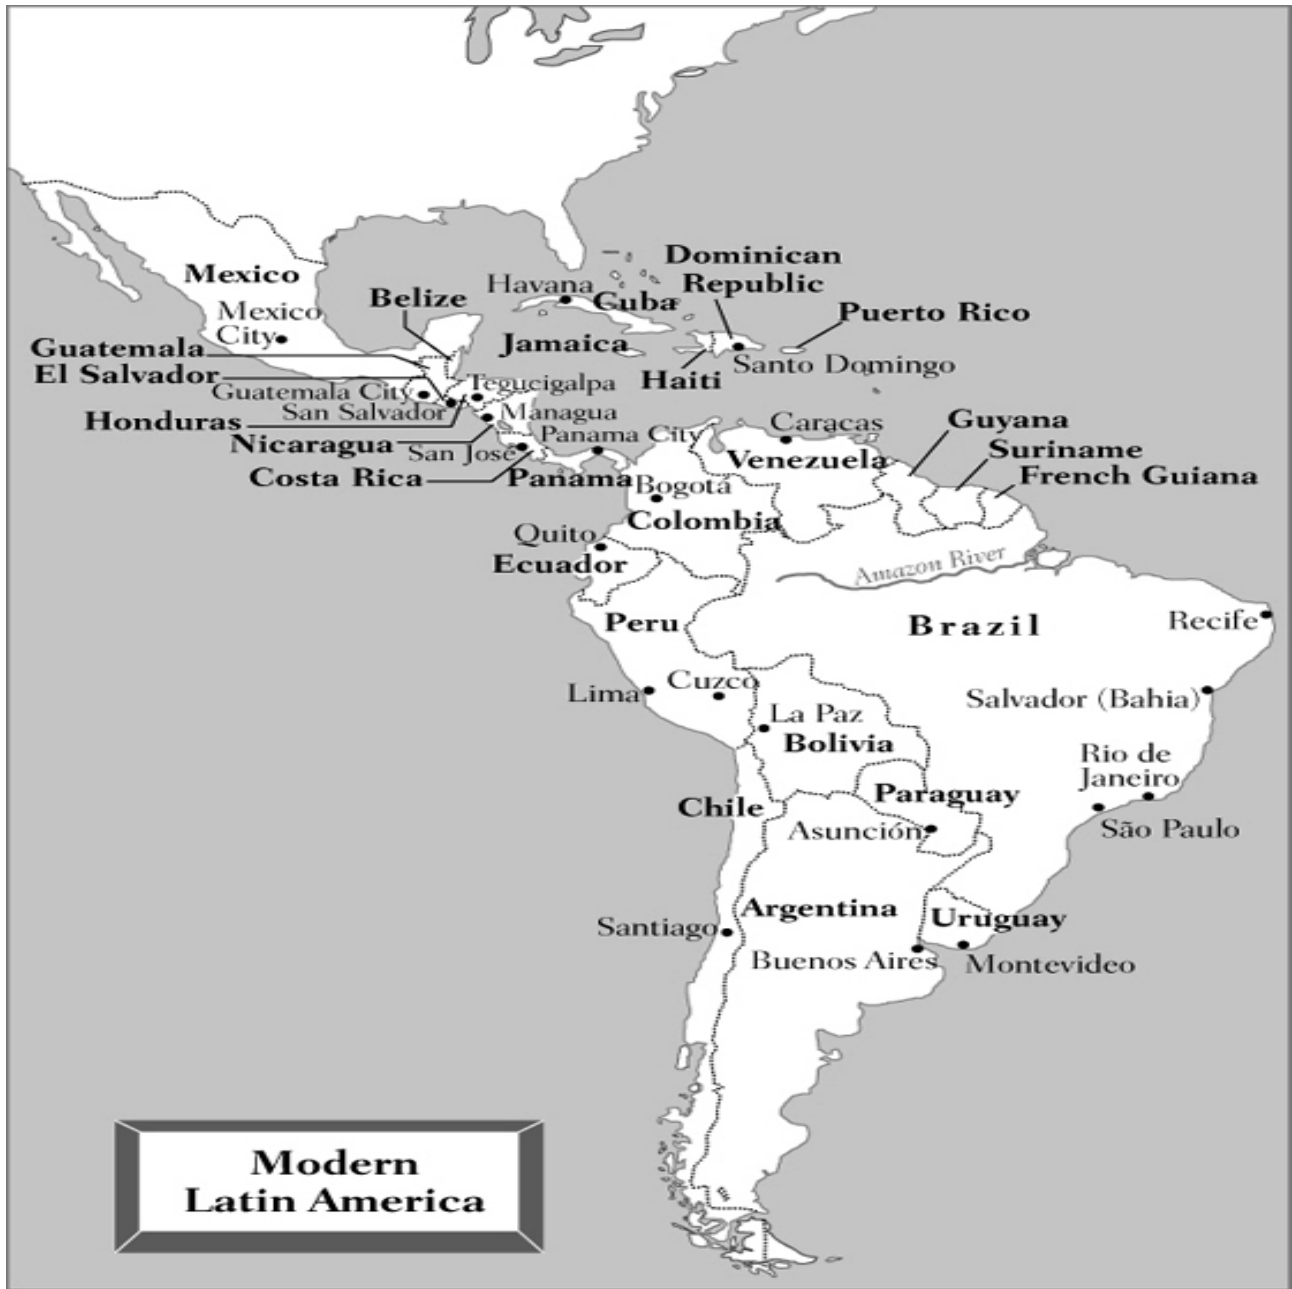 Dominican
Republic
Havana
Cuba
Mexico
Belize
Puerto Rico
Mexico
City
Jamaica
Guatemala
Santo Domingo
El Salvador
Haiti
Tegucigalpa
Guatemala City
San Salvador
Managua
Honduras
Caracas
Guyana
Nicaragua
San José
Panama City
Suriname
Venezuela
Costa Rica
Panama
French Guiana
Bogotá
Colombia
Quito
Ecuador
Amazon River
Peru
Brazil
Recife
Cuzco
Lima
Salvador (Bahia)
La Paz
Bolivia
Rio de
Janeiro
Paraguay
Chile
Asunción
São Paulo
Argentina
Uruguay
Santiago
Buenos Aires
Montevideo
Modern
Latin America